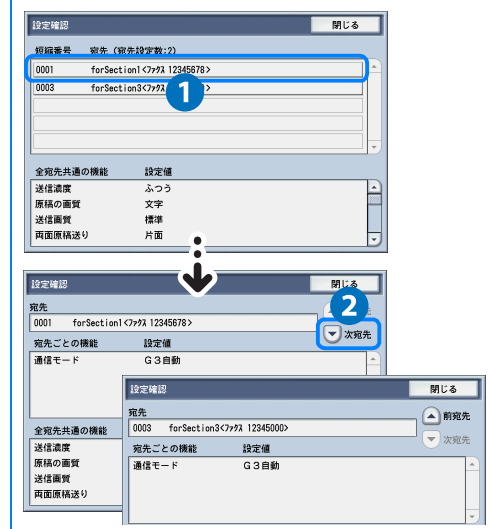 設定確認 閉じる
短縮番号 宛先（宛先設定数:2）
0001 forSection1<ﾌｧｸｽ 12345678>
0003 forSection3<ﾌｧｸｽ
1
全宛先共通の機能 設定値
送信濃度 ふつう
原稿の画質 文字
送信画質 標準
両面原稿送り 片面
設定確認 閉じる
2
宛先
0001 forSection1<ﾌｧｸｽ 12345678>
次宛先
宛先ごとの機能 設定値
通信モード G3自動
全宛先共通の機能
送信濃度
原稿の画質
送信画質
両面原稿送り
設定確認 閉じる
宛先
前宛先
0003 forSection3<ﾌｧｸｽ 12345000>
次宛先
宛先ごとの機能 設定値
通信モード G3自動